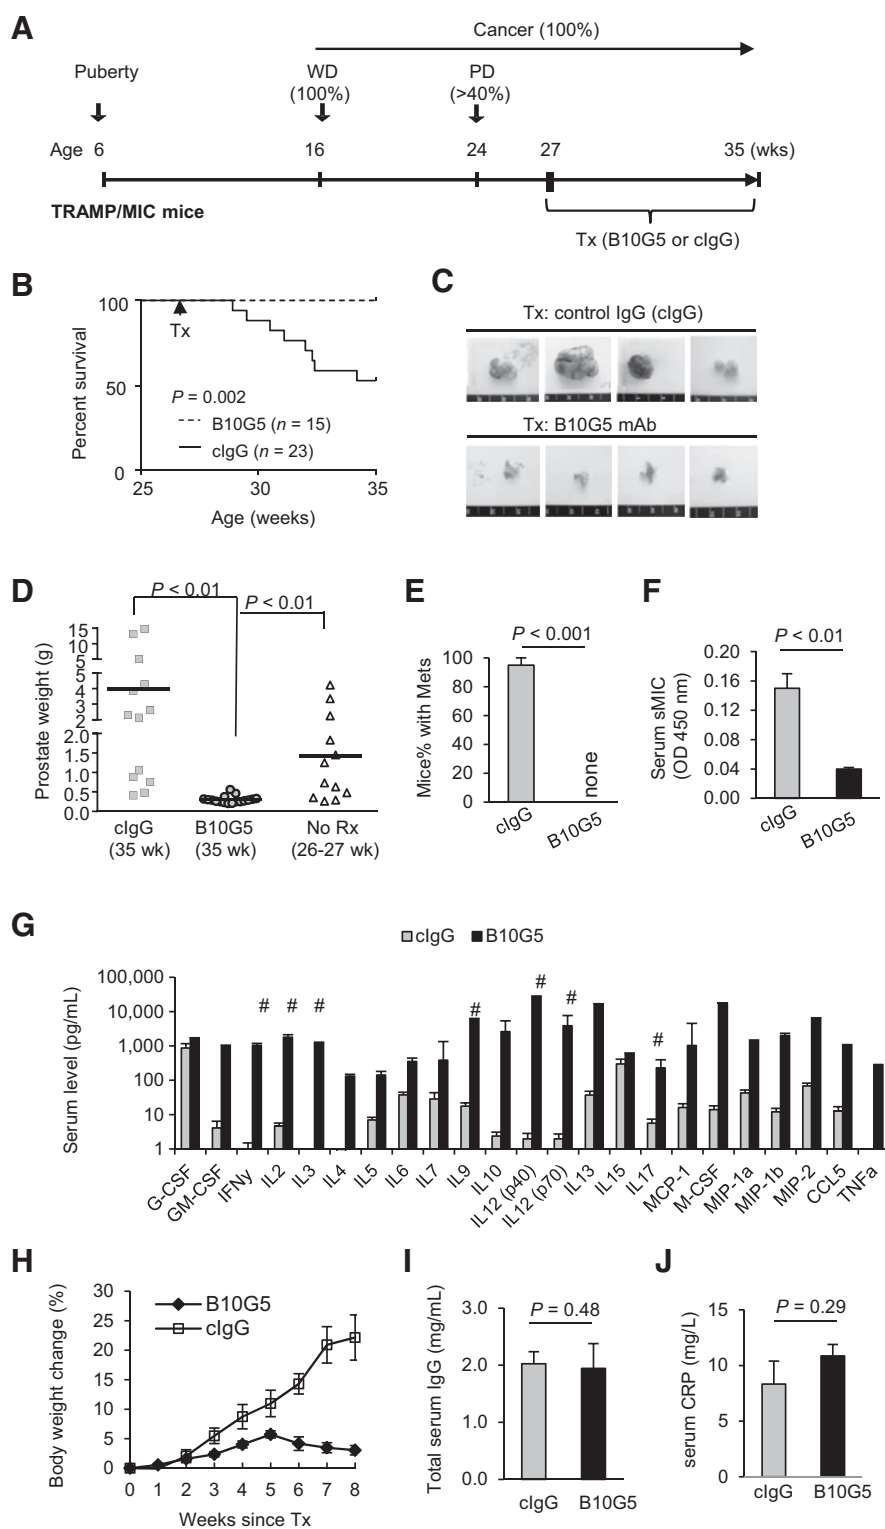 A
Cancer (100%)
Puberty
WD
(100%)
PD
(>40%)
Age 6 16 24 27 35 (wks)
TRAMP/MIC mice
Tx (B10G5 or cIgG)
B
Percent survival
100
50
0
Tx
P = 0.002
B10G5 (n = 15)
cIgG (n = 23)
25 30 35
Age (weeks)
C
Tx: control IgG (cIgG)
Tx: B10G5 mAb
D
P < 0.01
P < 0.01
Prostate weight (g)
15
10
5
5
4
3
2
2.0
1.5
1.0
0.5
0.0
cIgG
(35 wk)
B10G5
(35 wk)
No Rx
(26-27 wk)
E
P < 0.001
Mice% with Mets
100
80
60
40
20
0
none
cIgG
B10G5
F
P < 0.01
Serum sMIC
(OD 450 nm)
0.20
0.16
0.12
0.08
0.04
0.00
cIgG
B10G5
G
cIgG B10G5
Serum level (pg/mL)
100,000
10,000
1,000
100
10
1
# # # # # # #
G-CSF GM-CSF IFNy IL2 IL3 IL4 IL5 IL6 IL7 IL9 IL10 IL12 (p40) IL12 (p70) IL13 IL15 IL17 MCP-1 M-CSF MIP-1a MIP-1b MIP-2 CCL5 TNFa
H
Body weight change (%)
30
25
20
15
10
5
0
B10G5
cIgG
0 1 2 3 4 5 6 7 8
Weeks since Tx
I
Total serum IgG (mg/mL)
3.0
2.0
1.0
0.0
P = 0.48
cIgG B10G5
J
serum CRP (mg/L)
15
10
5
0
P = 0.29
cIgG B10G5